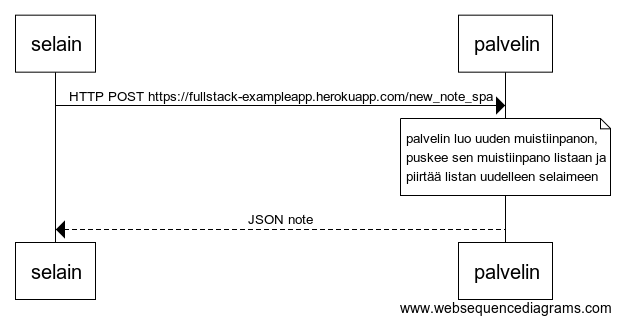 selain
palvelin
HTTP POST https://fullstack-exampleapp.herokuapp.com/new_note_spa
palvelin luo uuden muistiinpanon,
puskee sen muistiinpano listaan ja
piirtää listan uudelleen selaimeen
JSON note
selain
palvelin
www.websequencediagrams.com